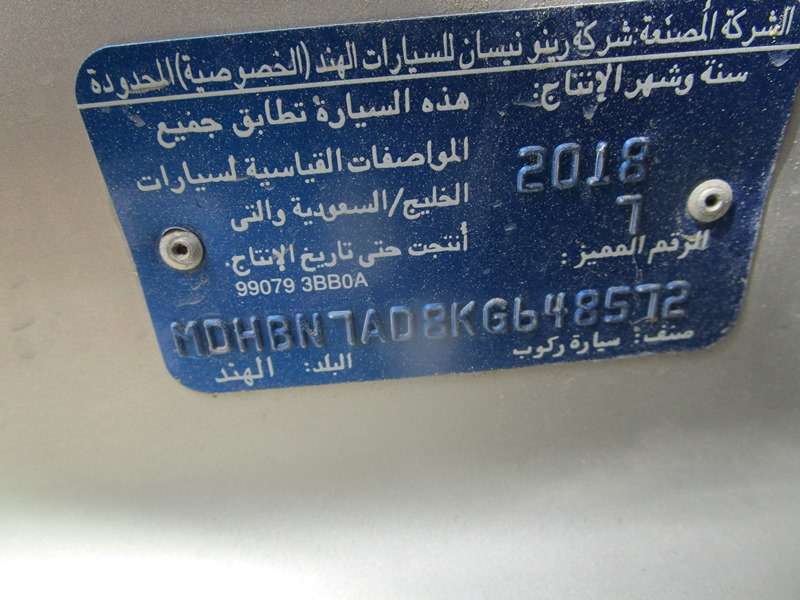 الشركة المصنعة شركة رينو نيسان للسيارات الهند (الخصوصية) المحدودة
سنة وشهر الإنتاج:
2018
7
هذه السيارة تطابق جميع
المواصفات القياسية لسيارات
الخليج/السعودية والتى
أنتجت حتى تاريخ الإنتاج.
99079 3BB0A
الرقم المميز:
MDHBN7AD8KG648572
صنف: سيارة ركوب
البلد: الهند